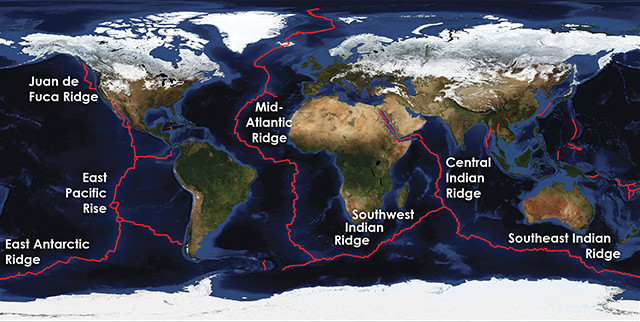 Juan de
Fuca Ridge
Mid-
Atlantic
Ridge
East
Pacific
Rise
Central
Indian
Ridge
Southwest
Indian
Ridge
East Antarctic
Ridge
Southeast Indian
Ridge